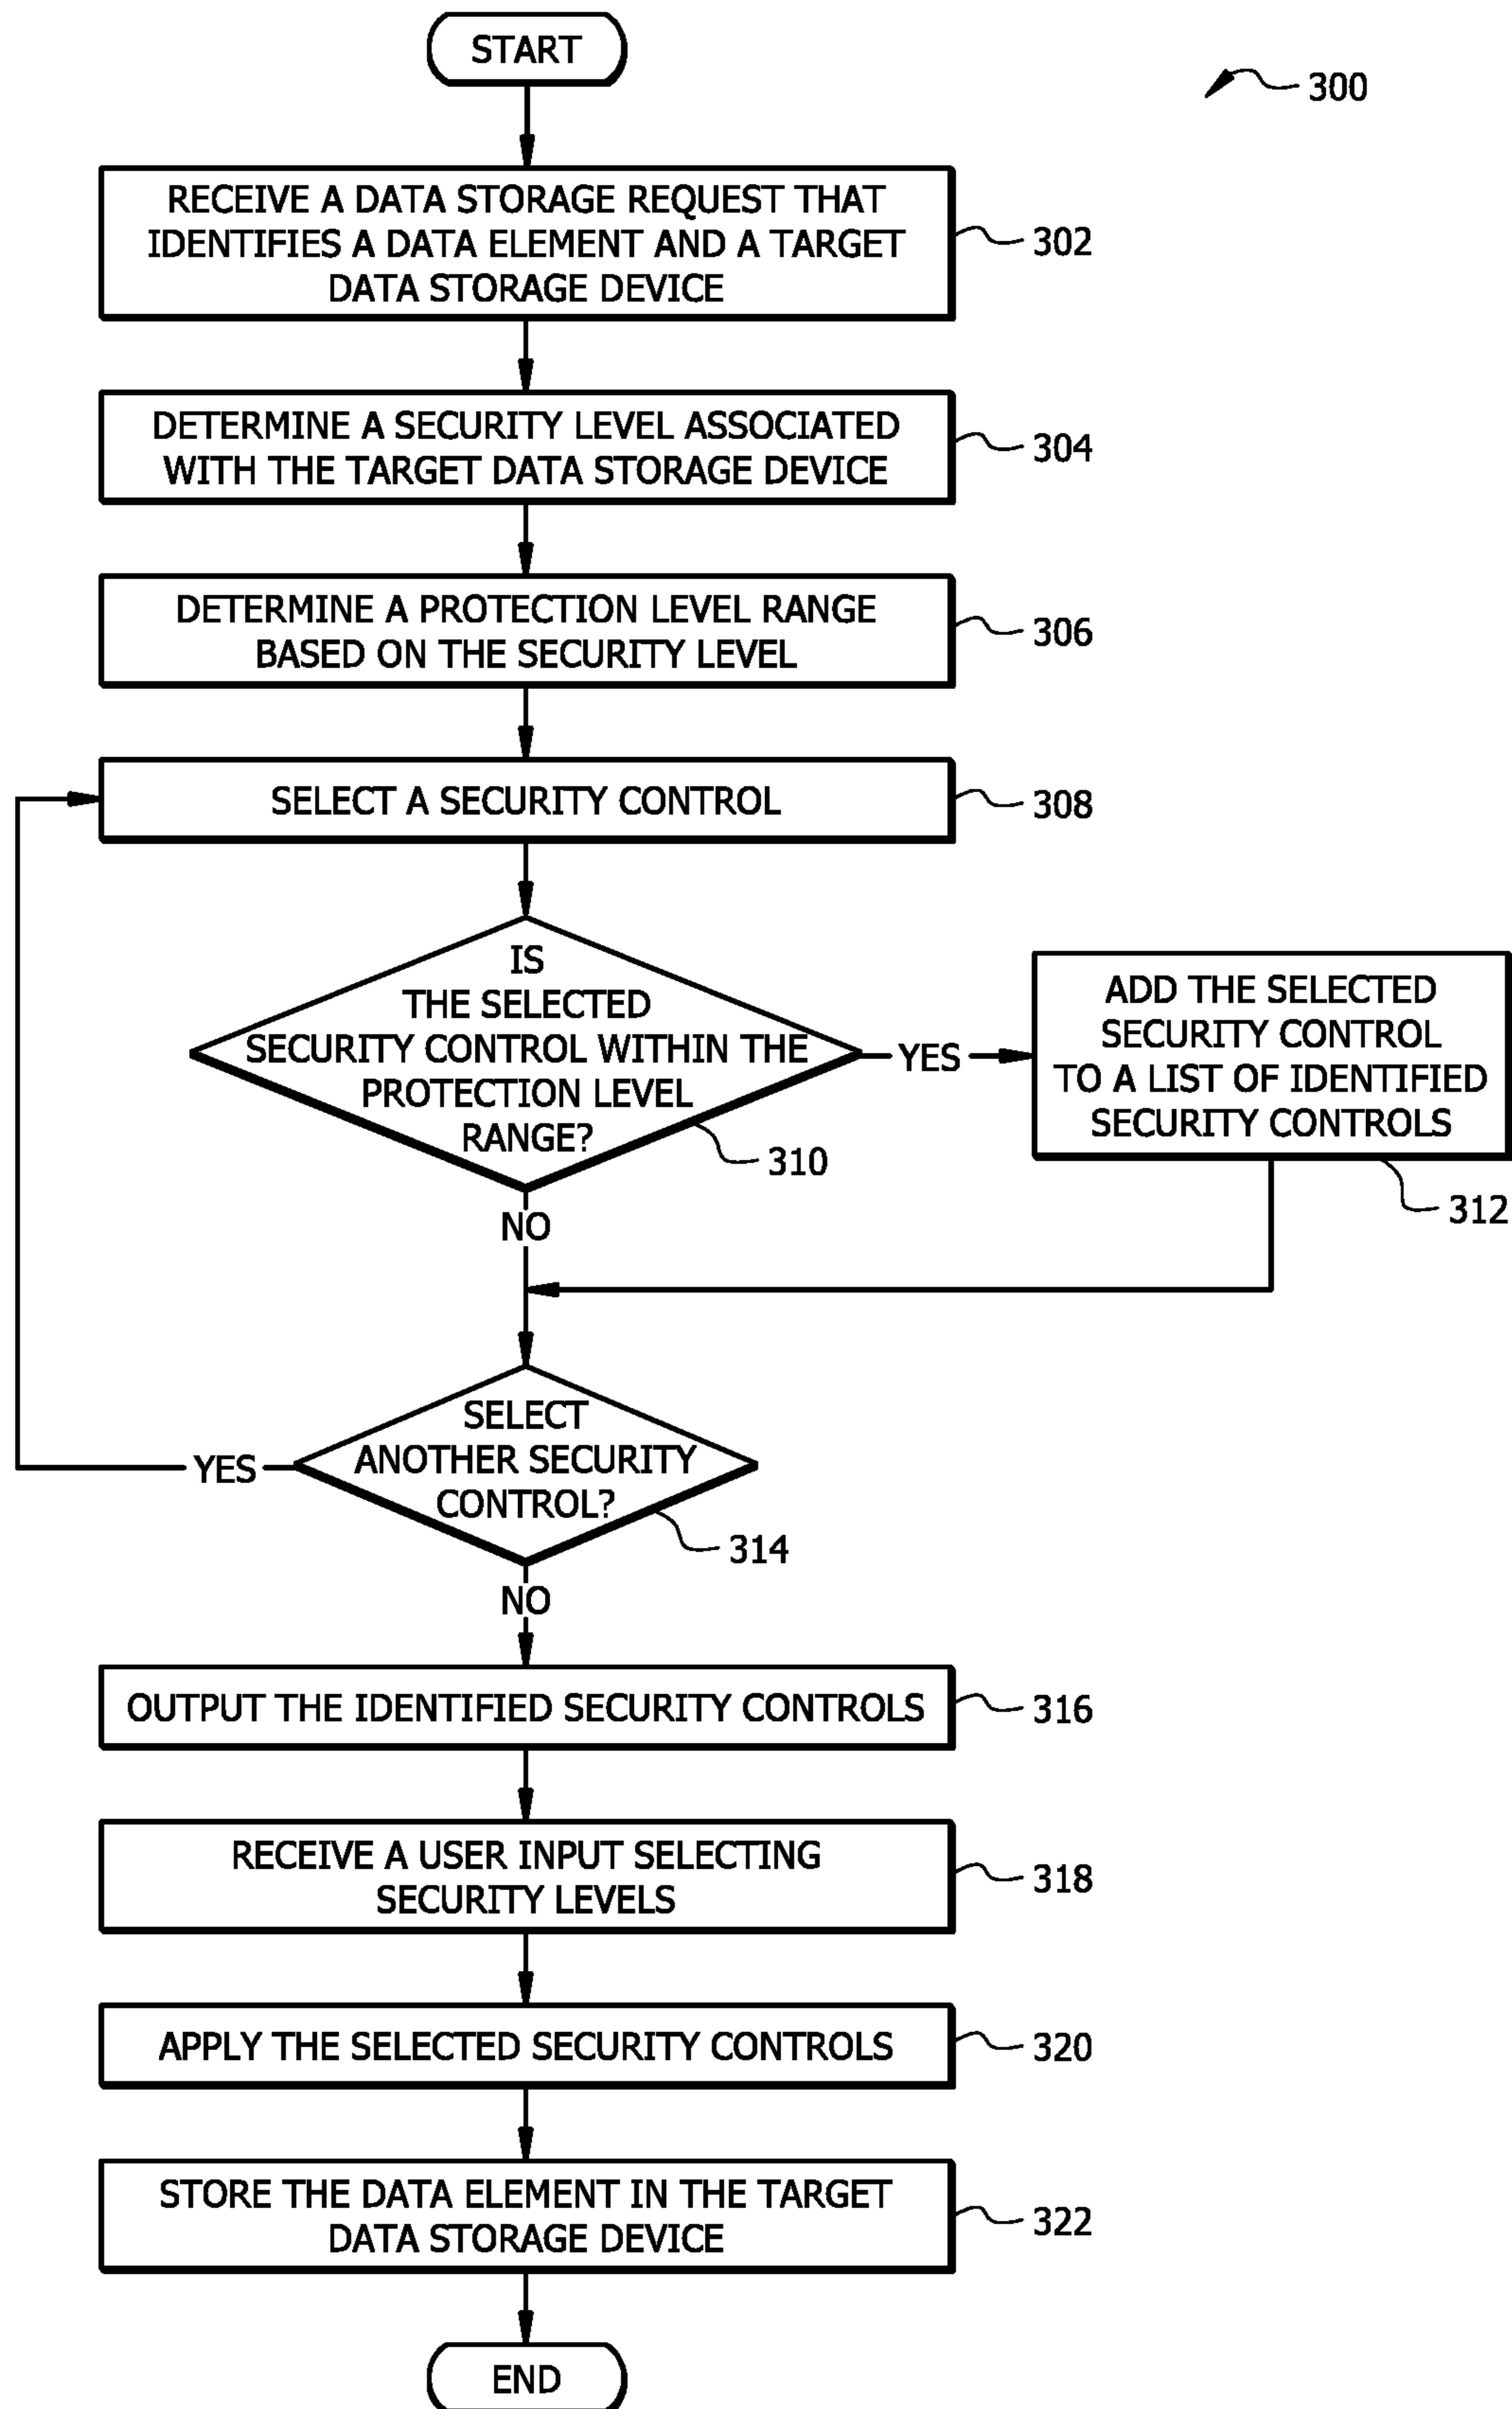 START
300
RECEIVE A DATA STORAGE REQUEST THAT
IDENTIFIES A DATA ELEMENT AND A TARGET
DATA STORAGE DEVICE
302
DETERMINE A SECURITY LEVEL ASSOCIATED
WITH THE TARGET DATA STORAGE DEVICE
304
DETERMINE A PROTECTION LEVEL RANGE
BASED ON THE SECURITY LEVEL
306
SELECT A SECURITY CONTROL
308
IS
THE SELECTED
SECURITY CONTROL WITHIN THE
PROTECTION LEVEL
RANGE?
310
YES
ADD THE SELECTED
SECURITY CONTROL
TO A LIST OF IDENTIFIED
SECURITY CONTROLS
312
NO
SELECT
ANOTHER SECURITY
CONTROL?
314
YES
NO
OUTPUT THE IDENTIFIED SECURITY CONTROLS
316
RECEIVE A USER INPUT SELECTING
SECURITY LEVELS
318
APPLY THE SELECTED SECURITY CONTROLS
320
STORE THE DATA ELEMENT IN THE TARGET
DATA STORAGE DEVICE
322
END